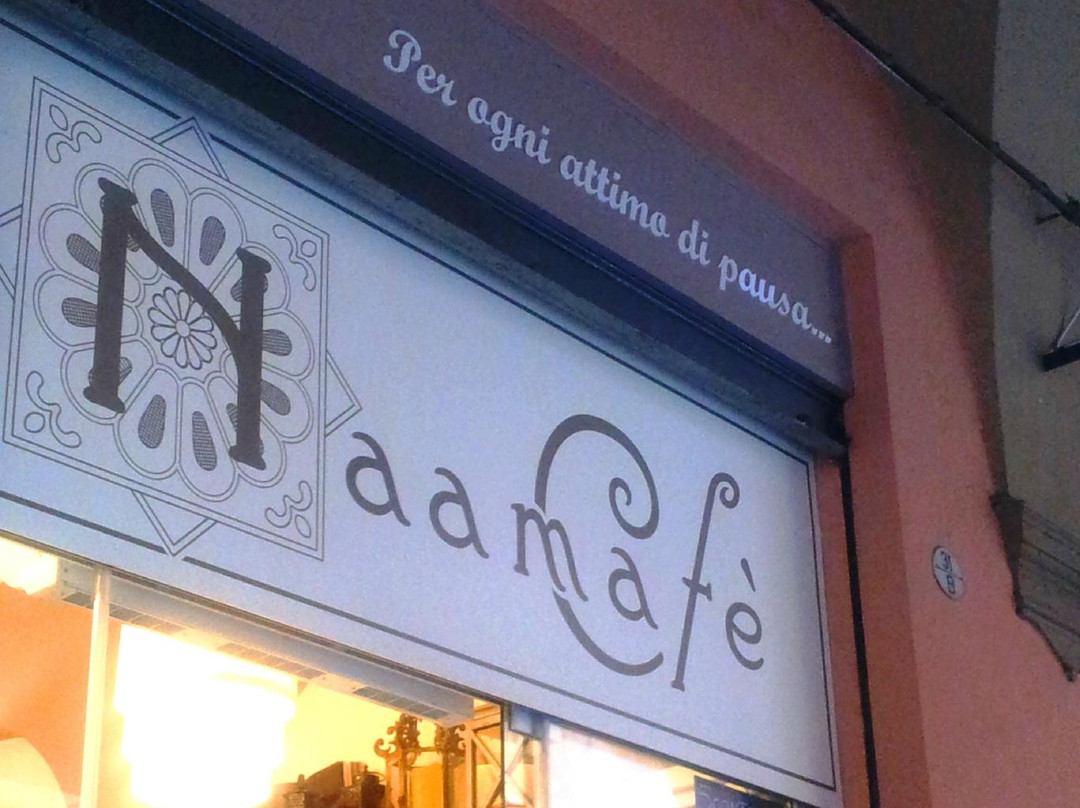 Per ogni attimo di pausa...
Naamcafè